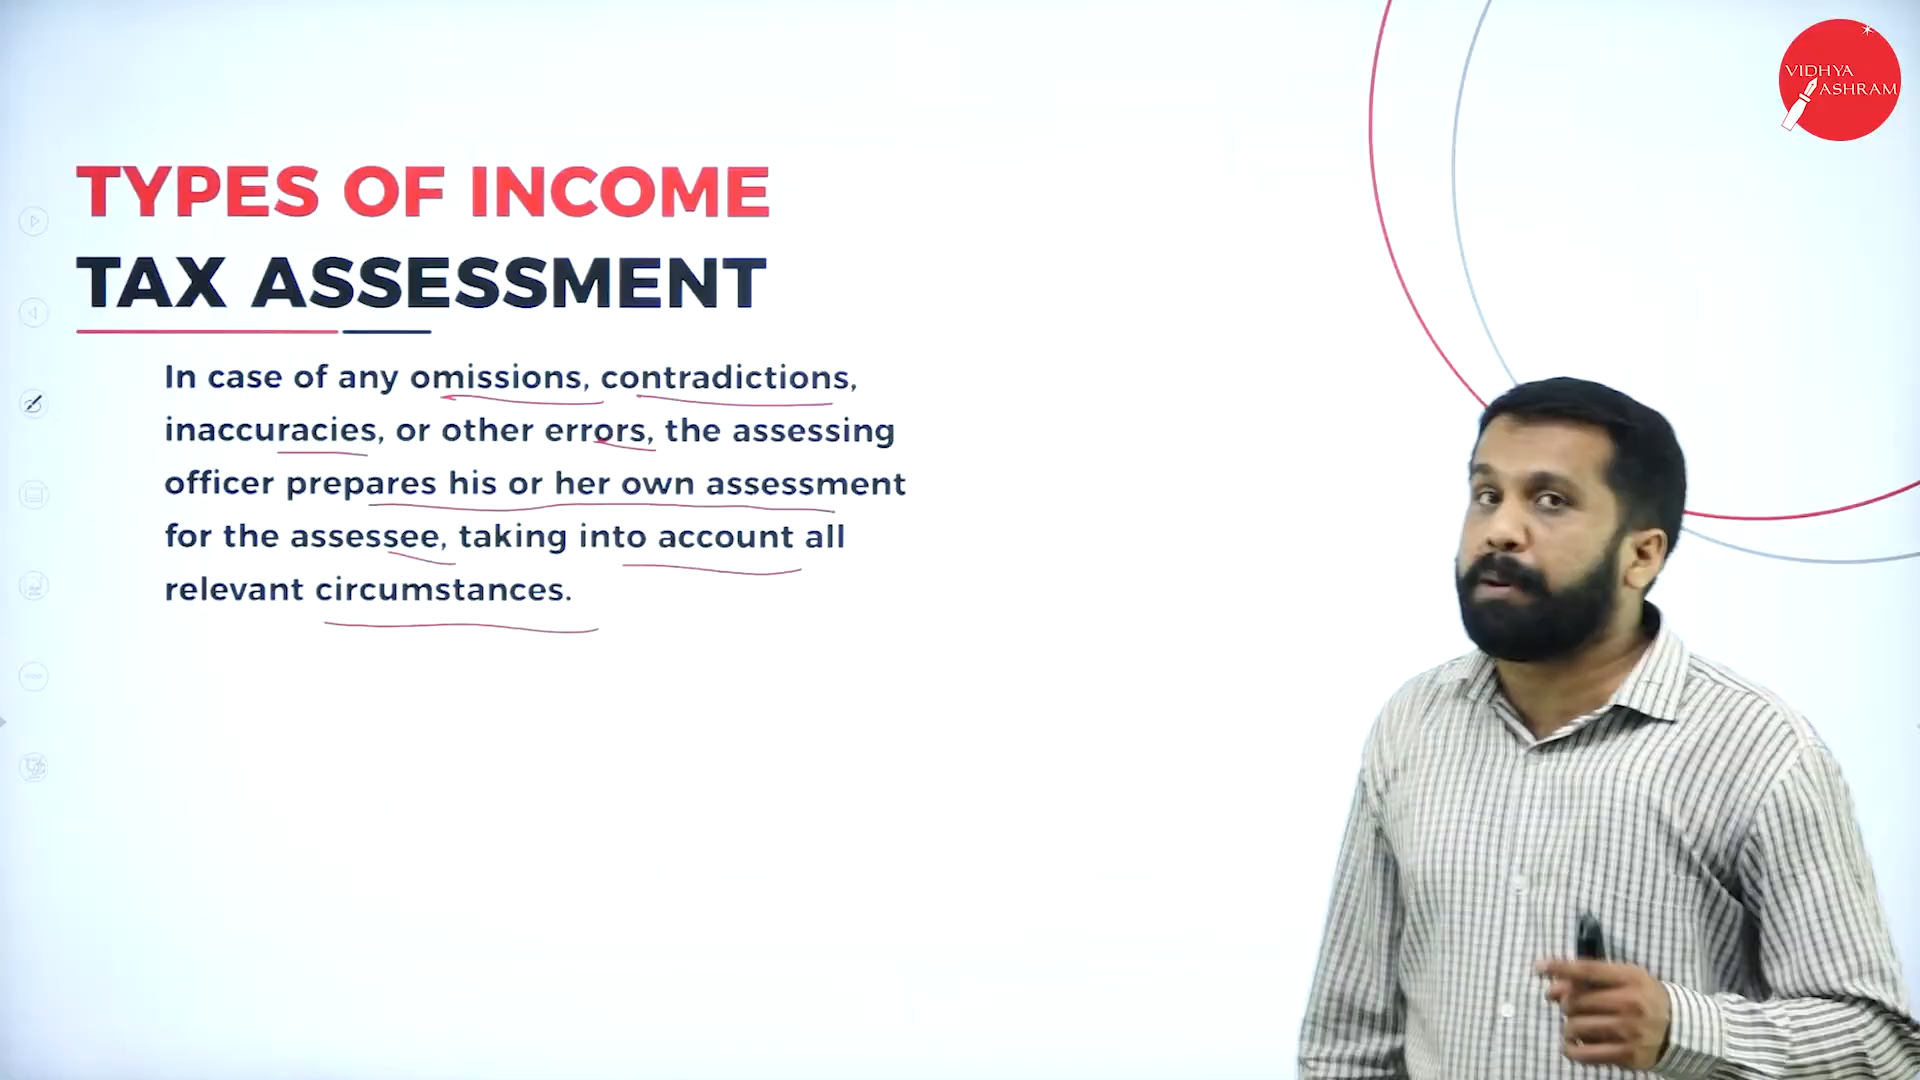 VIDHYA
ASHRAM
TYPES OF INCOME
TAX ASSESSMENT
In case of any omissions, contradictions,
inaccuracies, or other errors, the assessing
officer prepares his or her own assessment
for the assessee, taking into account all
relevant circumstances.